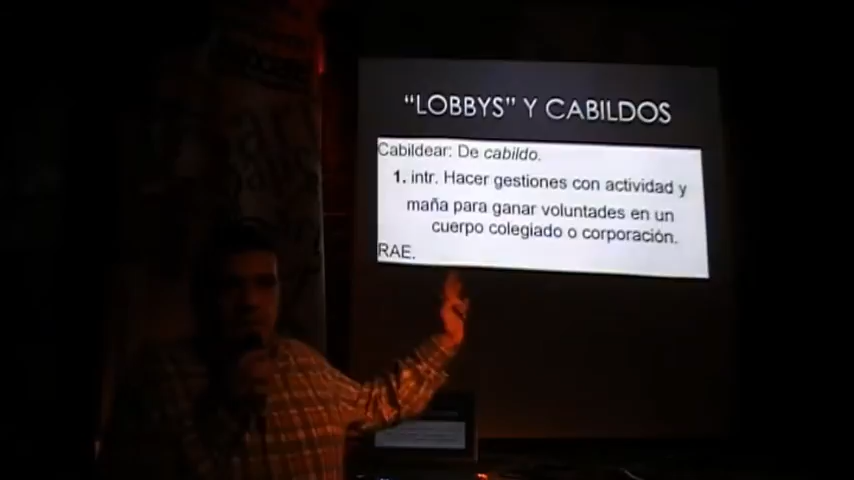 “LOBBYS” Y CABILDOS
Cabildear: De cabildo.
1. intr. Hacer gestiones con actividad y
maña para ganar voluntades en un
cuerpo colegiado o corporación.
RAE.